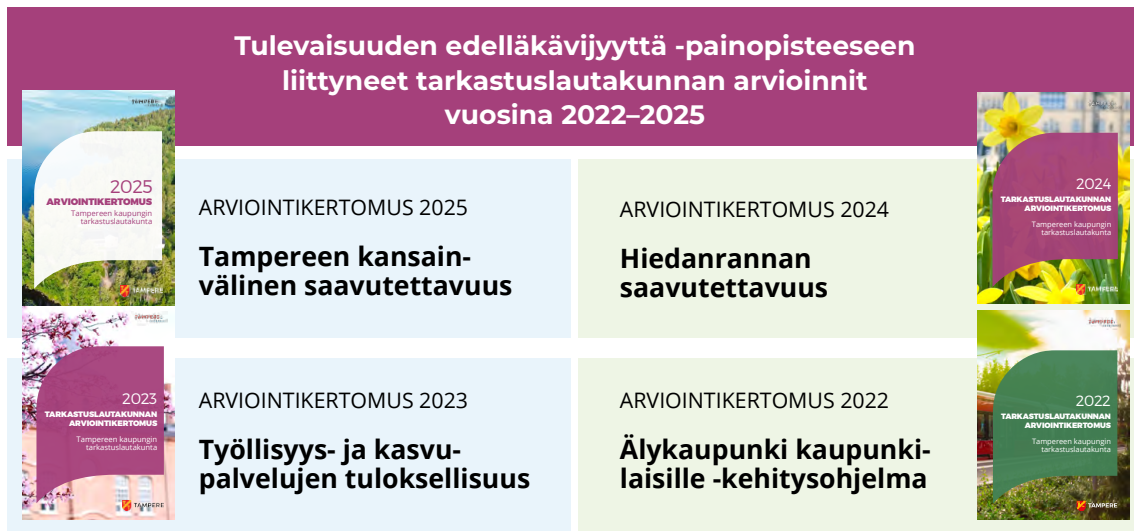 Tulevaisuuden edelläkävijyyttä -painopisteeseen
liittyneet tarkastuslautakunnan arvioinnit
vuosina 2022–2025
TAMPERE
2025
ARVIOINTIKERTOMUS
Tampereen kaupungin
tarkastuslautakunta
TAMPERE
ARVIOINTIKERTOMUS 2025
Tampereen kansain-
välinen saavutettavuus
ARVIOINTIKERTOMUS 2024
Hiedanrannan
saavutettavuus
2024
TARKASTUSLAUTAKUNNAN
ARVIOINTIKERTOMUS
Tampereen kaupungin
tarkastuslautakunta
TAMPERE
2023
TARKASTUSLAUTAKUNNAN
ARVIOINTIKERTOMUS
Tampereen kaupungin
tarkastuslautakunta
TAMPERE
ARVIOINTIKERTOMUS 2023
Työllisyys- ja kasvu-
palvelujen tuloksellisuus
ARVIOINTIKERTOMUS 2022
Älykaupunki kaupunki-
laisille -kehitysohjelma
2022
TARKASTUSLAUTAKUNNAN
ARVIOINTIKERTOMUS
Tampereen kaupungin
tarkastuslautakunta
TAMPERE